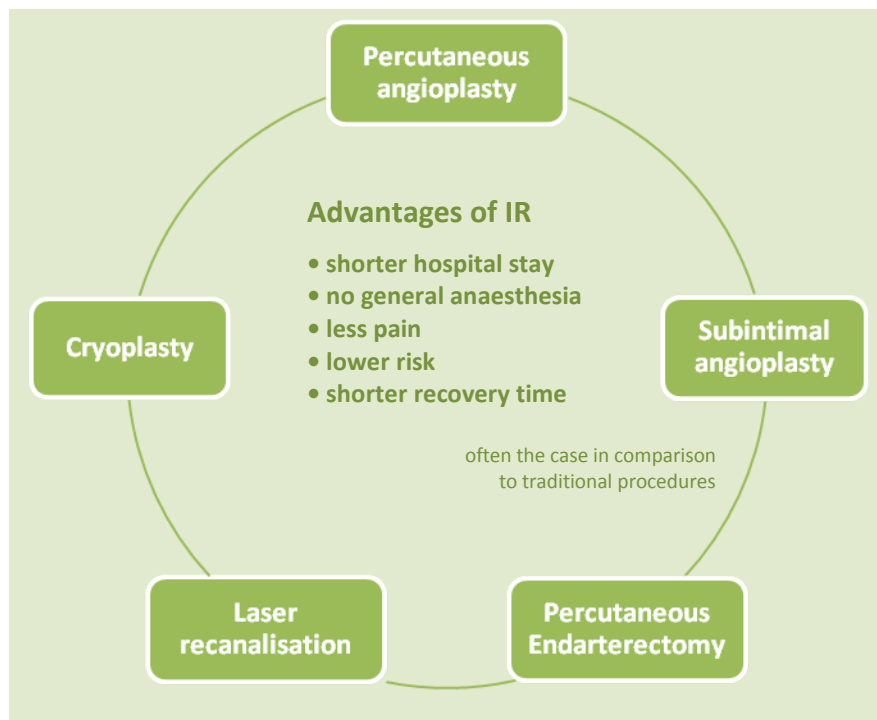 Percutaneous
angioplasty
Advantages of IR
• shorter hospital stay
• no general anaesthesia
• less pain
• lower risk
• shorter recovery time
often the case in comparison
to traditional procedures
Cryoplasty
Subintimal
angioplasty
Laser
recanalisation
Percutaneous
Endarterectomy